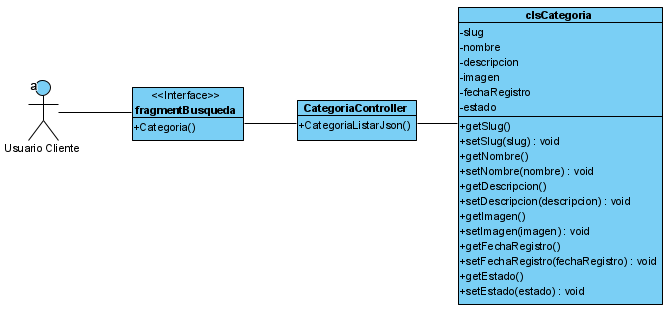 a
Usuario Cliente
<<Interface>>
fragmentBusqueda
+Categoria()
CategoriaController
+CategoriaListarJson()
clsCategoria
-slug
-nombre
-descripcion
-imagen
-fechaRegistro
-estado
+getSlug()
+setSlug(slug) : void
+getNombre()
+setNombre(nombre) : void
+getDescripcion()
+setDescripcion(descripcion) : void
+getImagen()
+setImagen(imagen) : void
+getFechaRegistro()
+setFechaRegistro(fechaRegistro) : void
+getEstado()
+setEstado(estado) : void